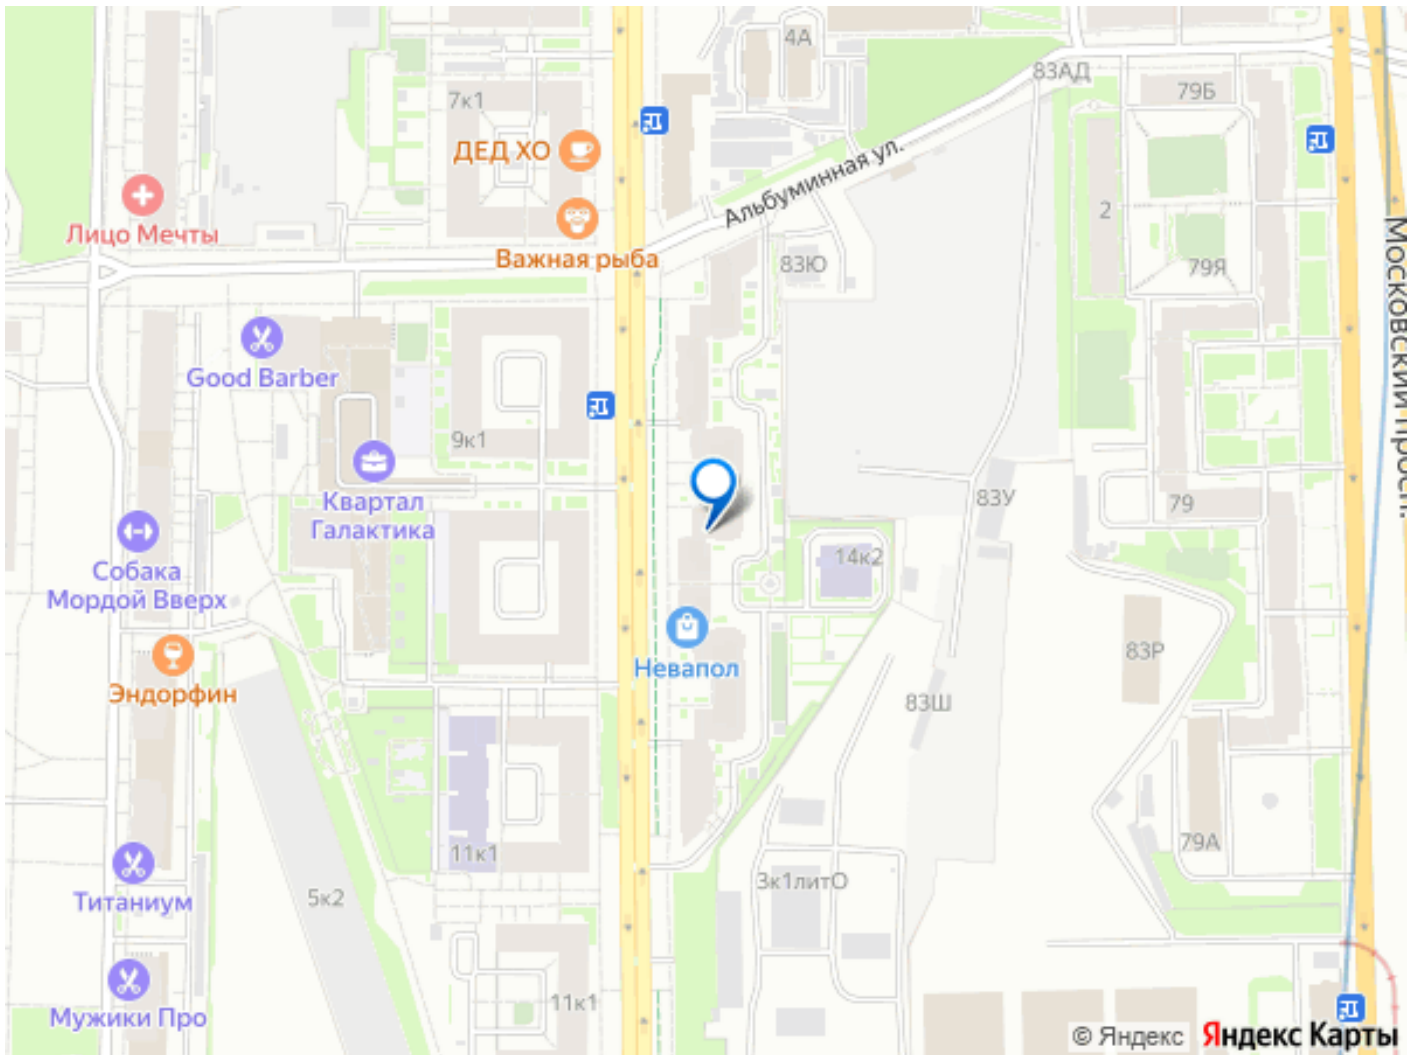 4А
83АД
7к1
79Б
ДЕД ХО
Альбуминная ул.
2
Лицо Мечты
Важная рыба
83Ю
79Я
Московский просп.
Good Barber
9к1
Квартал
Галактика
83У
79
14к2
Собака
Мордой Вверх
Невапол
83Р
Эндорфин
83Ш
11к1
79А
3к1литО
5к2
Титаниум
11к1
Мужики Про
© Яндекс Яндекс Карты